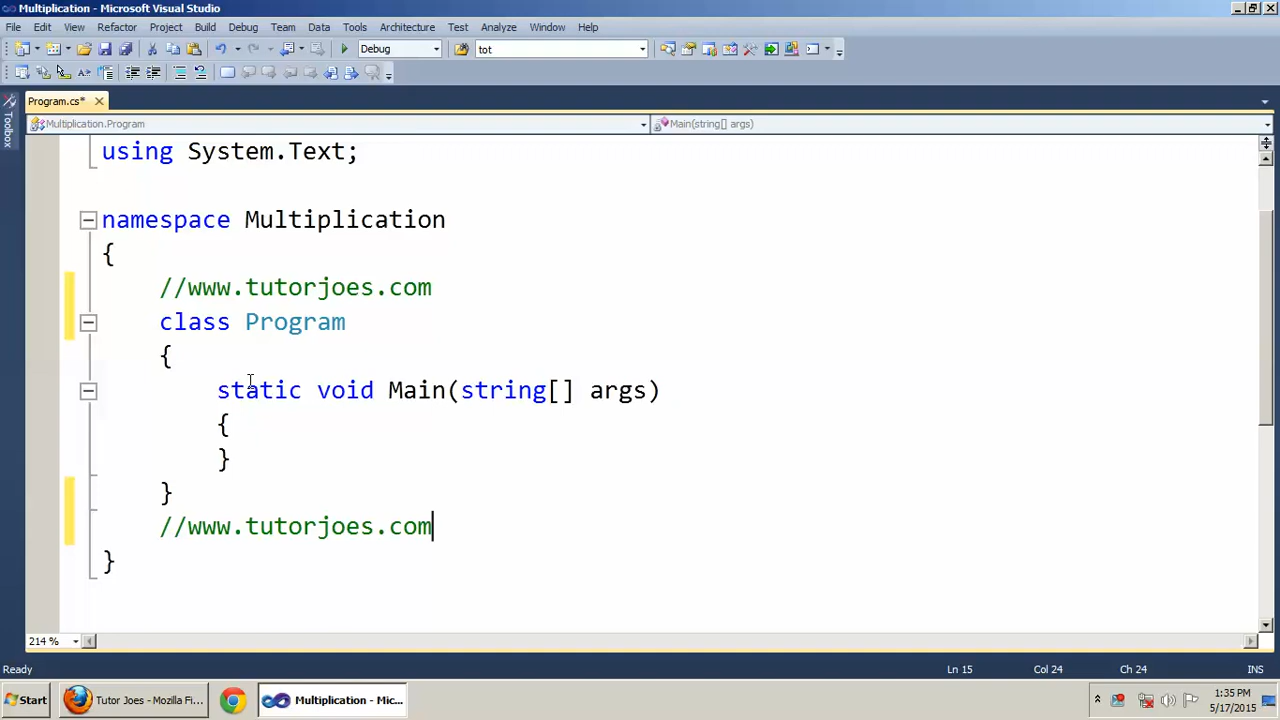 Multiplication - Microsoft Visual Studio
File Edit View Refactor Project Build Debug Team Data Tools Architecture Test Analyze Window Help
Debug tot
Program.cs* 
Toolbox
Multiplication.Program Main(string[] args)
using System.Text;
namespace Multiplication
{
//www.tutorjoes.com
class Program
{
static void Main(string[] args)
{
}
}
//www.tutorjoes.com
}
214 %
Ready Ln 15 Col 24 Ch 24 INS
Start Tutor Joes - Mozilla Fi... Multiplication - Mic... 1:35 PM
5/17/2015